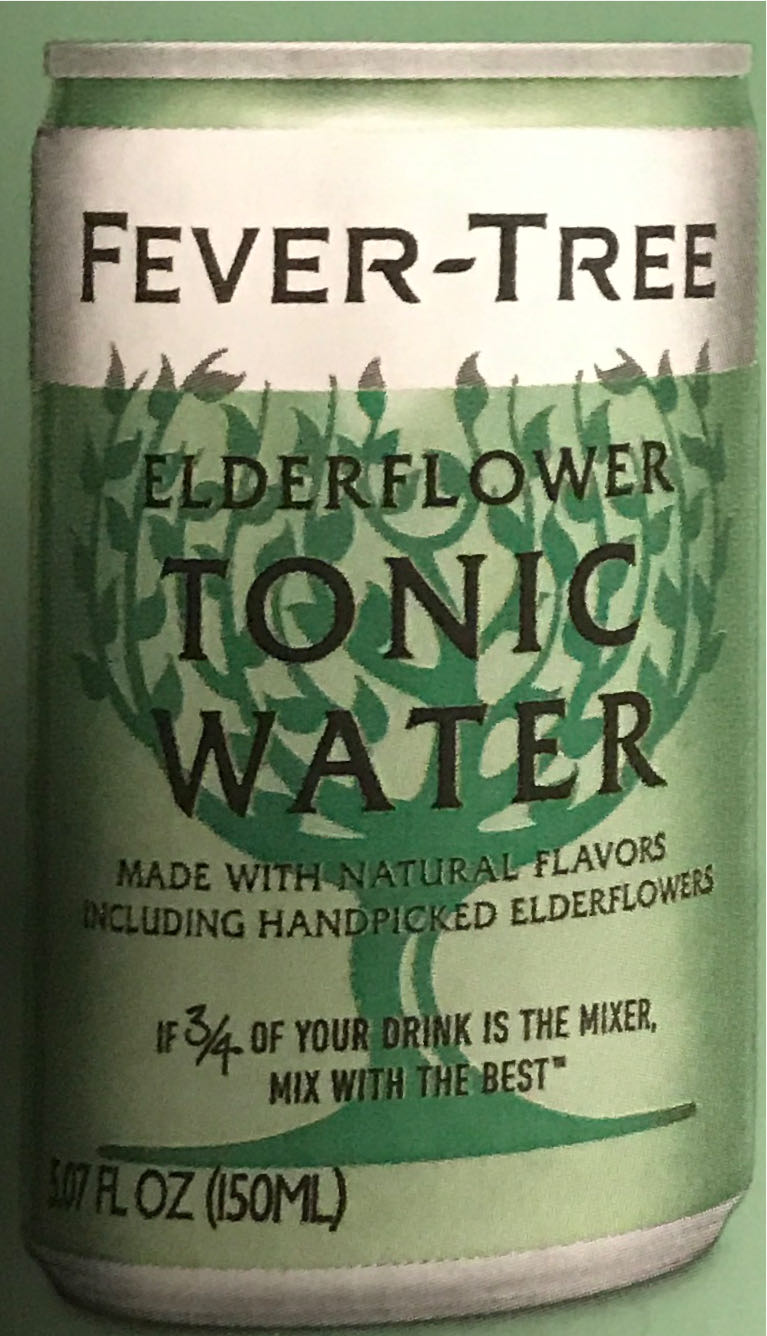 FEVER-TREE
ELDERFLOWER
TONIC
WATER
MADE WITH NATURAL FLAVORS
INCLUDING HANDPICKED ELDERFLOWERS
IF 3/4 OF YOUR DRINK IS THE MIXER,
MIX WITH THE BEST™
5.07 FL OZ (150ML)